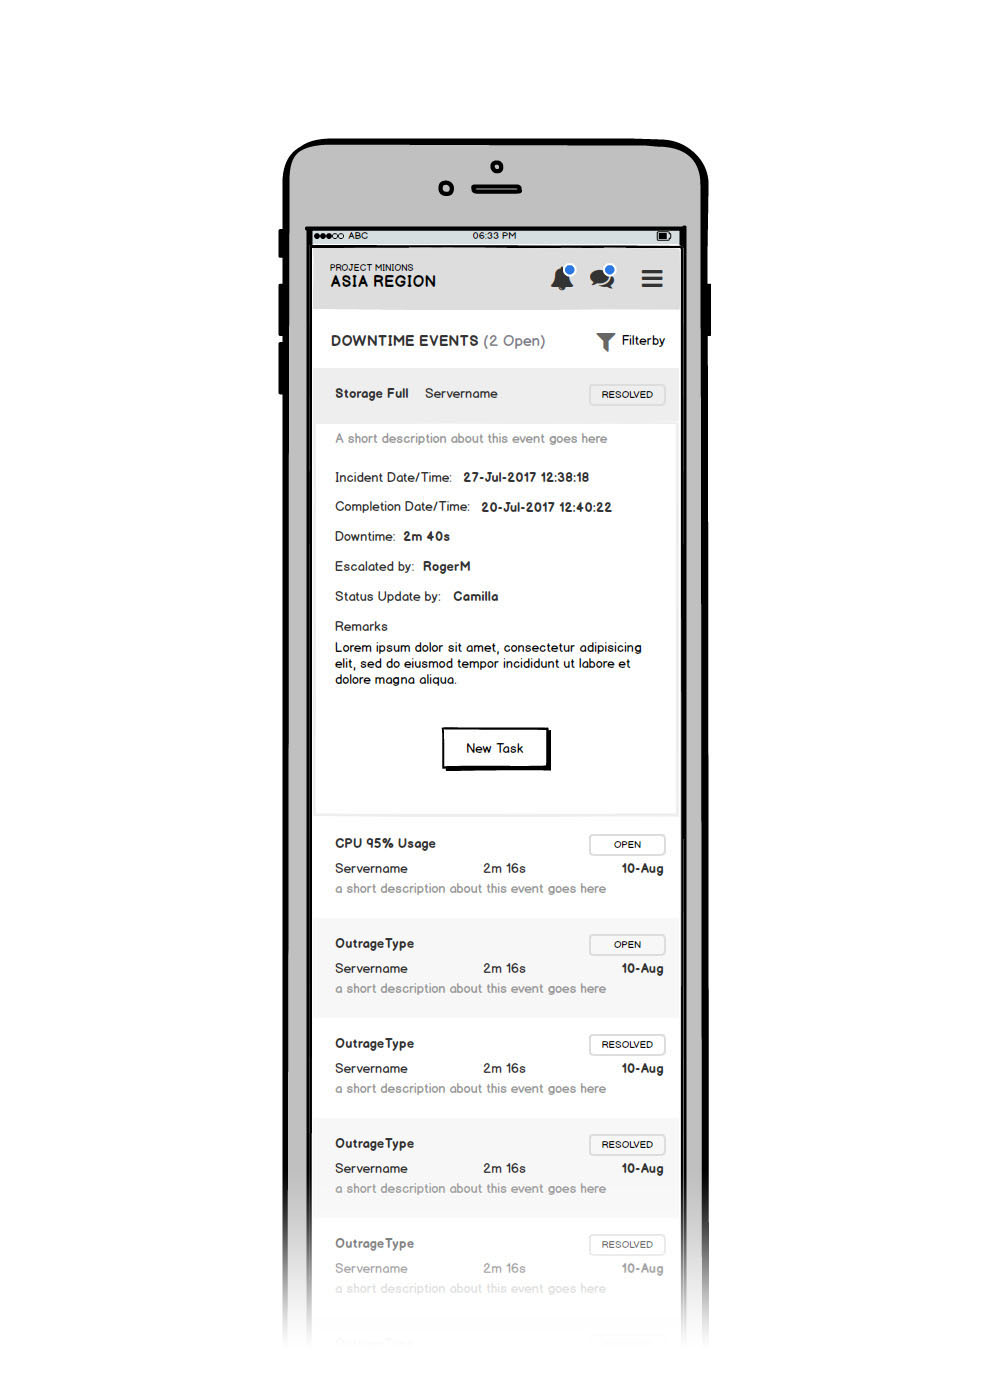 ABC 06:33 PM
PROJECT MINIONS
ASIA REGION
DOWNTIME EVENTS (2 Open) Filterby
Storage Full Servername RESOLVED
A short description about this event goes here
Incident Date/Time: 27-Jul-2017 12:38:18
Completion Date/Time: 20-Jul-2017 12:40:22
Downtime: 2m 40s
Escalated by: RogerM
Status Update by: Camilla
Remarks
Lorem ipsum dolor sit amet, consectetur adipisicing
elit, sed do eiusmod tempor incididunt ut labore et
dolore magna aliqua.
New Task
CPU 95% Usage OPEN
Servername 2m 16s 10-Aug
a short description about this event goes here
OutrageType OPEN
Servername 2m 16s 10-Aug
a short description about this event goes here
OutrageType RESOLVED
Servername 2m 16s 10-Aug
a short description about this event goes here
OutrageType RESOLVED
Servername 2m 16s 10-Aug
a short description about this event goes here
OutrageType RESOLVED
Servername 2m 16s 10-Aug
a short description about this event goes here